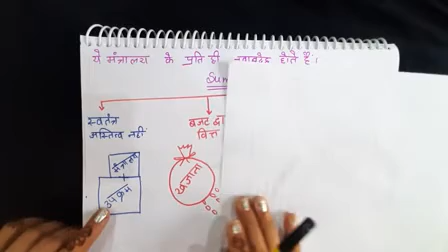 ये मंत्रालय के प्रति ही जवाबदेह होते हैं।
Sum
स्वतंत्र
अस्तित्व नहीं
बजट द्वा
वित्त
मंत्रालय
उपक्रम
खजाना